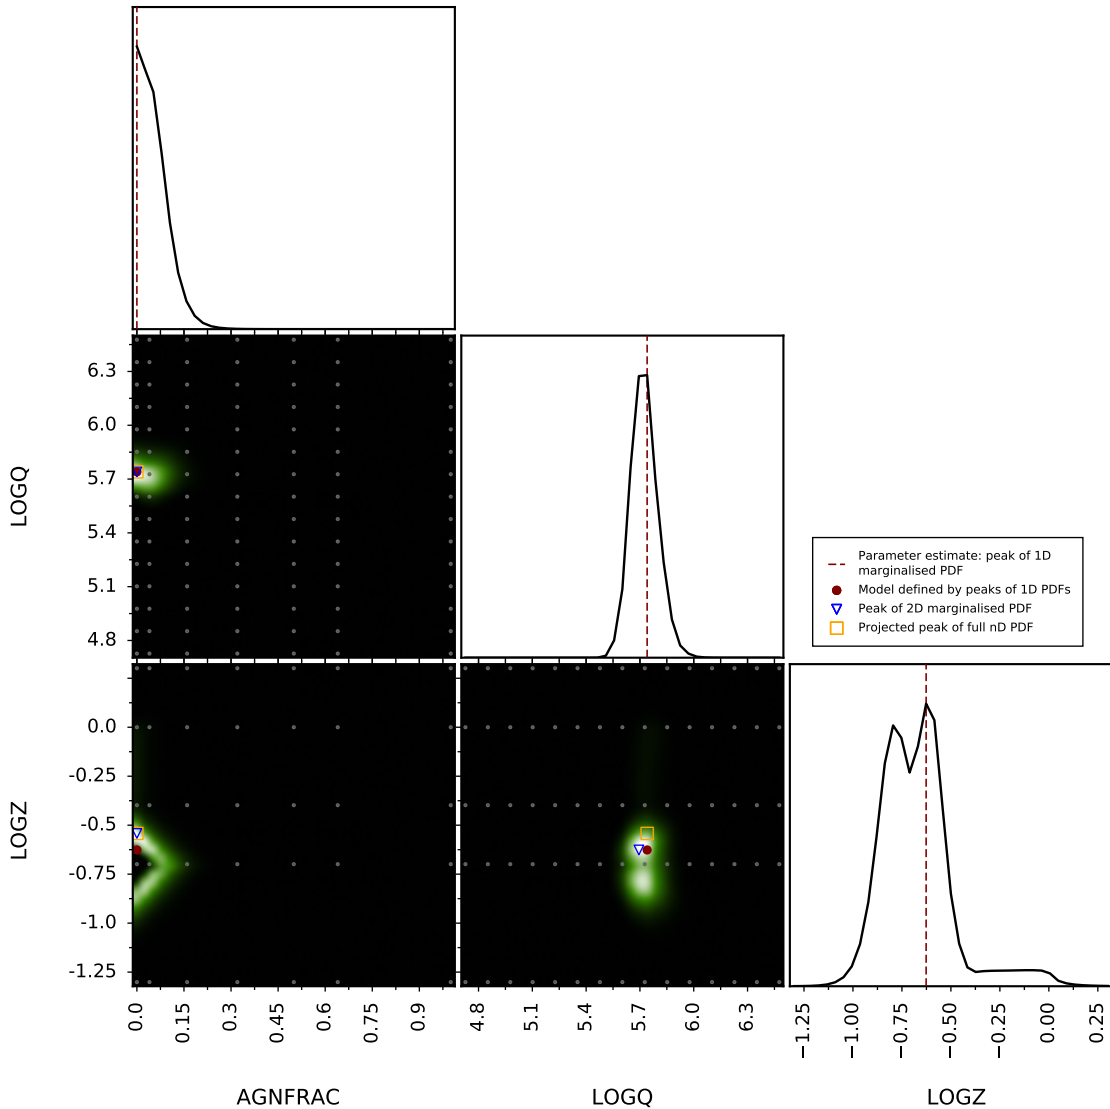 6.3
6.0
5.7
5.4
5.1
4.8
LOGQ
Parameter estimate: peak of 1D
marginalised PDF
Model defined by peaks of 1D PDFs
Peak of 2D marginalised PDF
Projected peak of full nD PDF
0.0
-0.25
-0.5
-0.75
-1.0
-1.25
LOGZ
0.0 0.15 0.3 0.45 0.6 0.75 0.9
4.8 5.1 5.4 5.7 6.0 6.3
−1.25 −1.00 −0.75 −0.50 −0.25 0.00 0.25
AGNFRAC LOGQ LOGZ